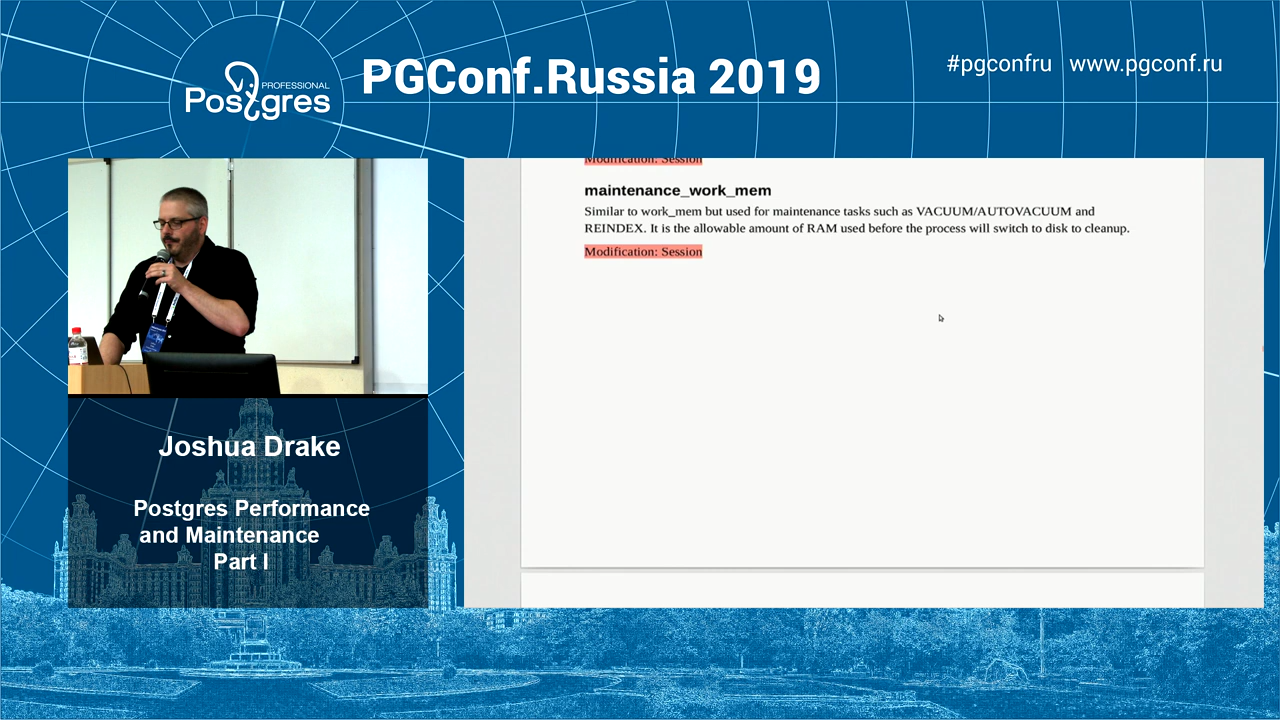 PROFESSIONAL
Postgres
PGConf.Russia 2019
#pgconfru www.pgconf.ru
Modification: Session
maintenance_work_mem
Similar to work_mem but used for maintenance tasks such as VACUUM/AUTOVACUUM and
REINDEX. It is the allowable amount of RAM used before the process will switch to disk to cleanup.
Modification: Session
Joshua Drake
Postgres Performance
and Maintenance
Part I